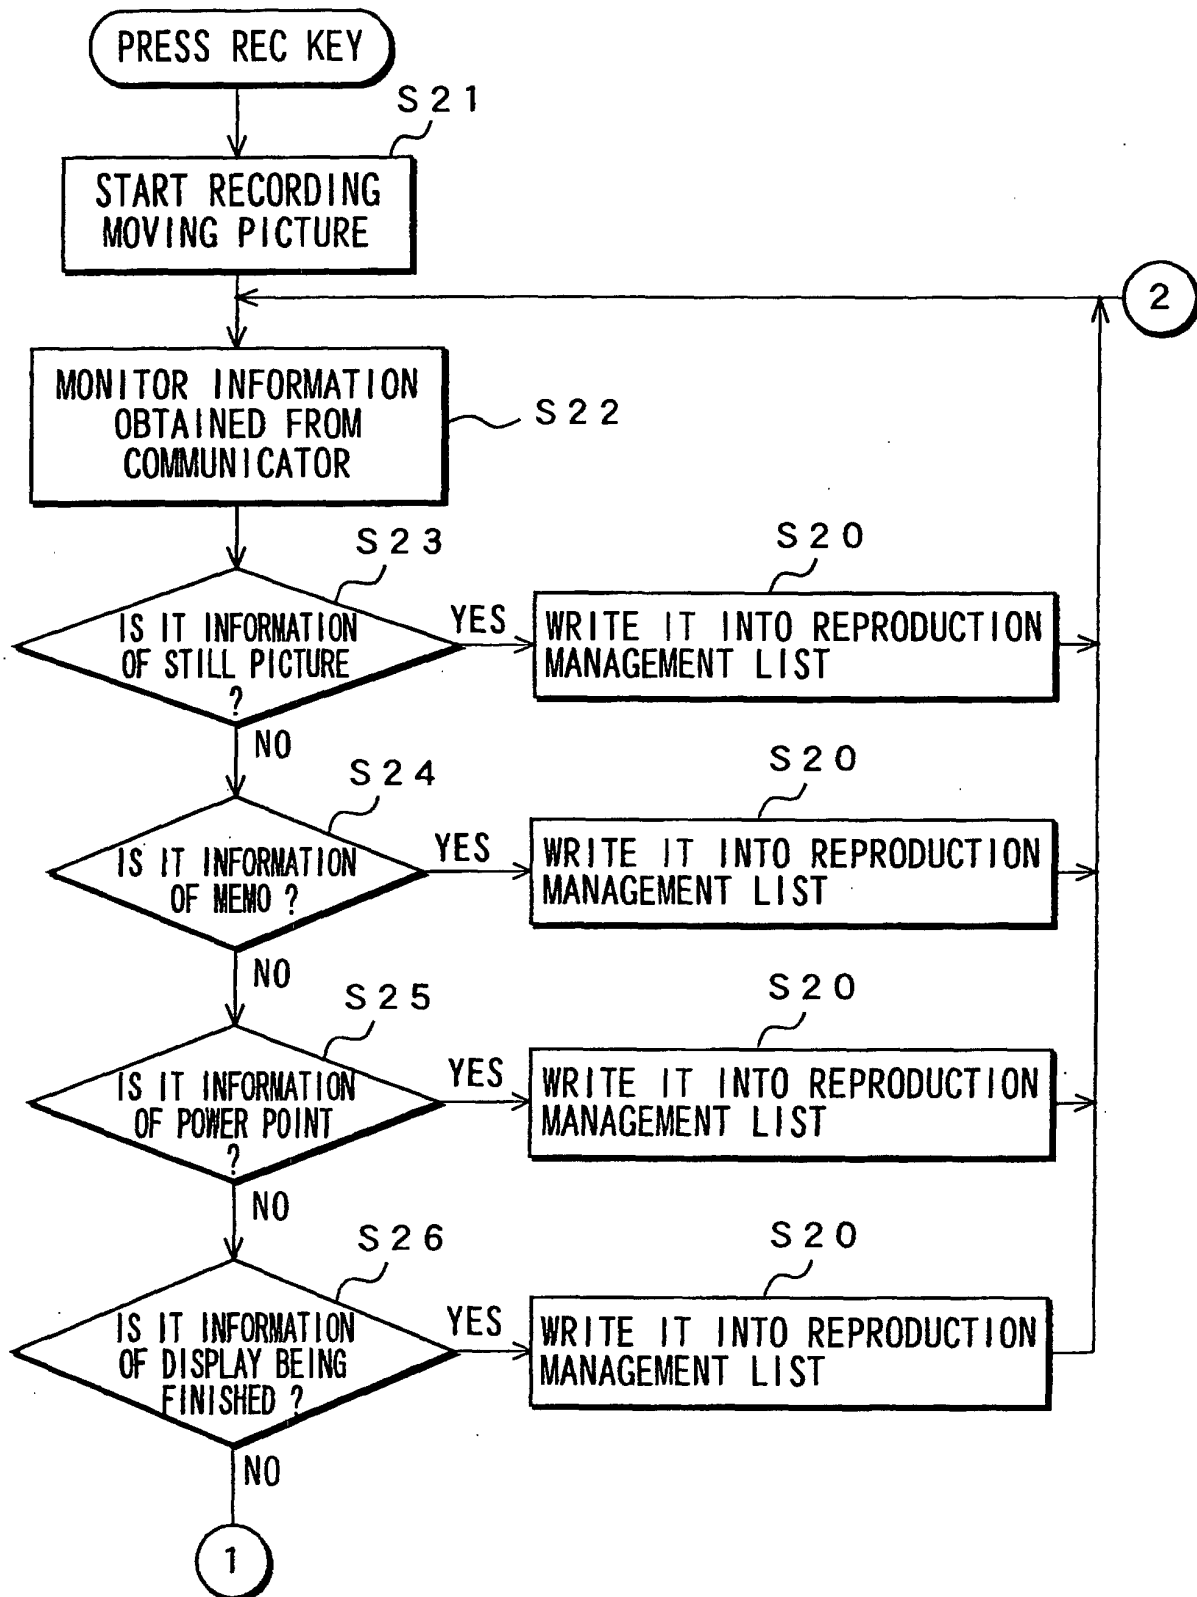 PRESS REC KEY
S21
START RECORDING
MOVING PICTURE
2
MONITOR INFORMATION
OBTAINED FROM
COMMUNICATOR
S22
S23
IS IT INFORMATION
OF STILL PICTURE
?
YES
S20
WRITE IT INTO REPRODUCTION
MANAGEMENT LIST
NO
S24
IS IT INFORMATION
OF MEMO ?
YES
S20
WRITE IT INTO REPRODUCTION
MANAGEMENT LIST
NO
S25
IS IT INFORMATION
OF POWER POINT
?
YES
S20
WRITE IT INTO REPRODUCTION
MANAGEMENT LIST
NO
S26
IS IT INFORMATION
OF DISPLAY BEING
FINISHED ?
YES
S20
WRITE IT INTO REPRODUCTION
MANAGEMENT LIST
NO
1